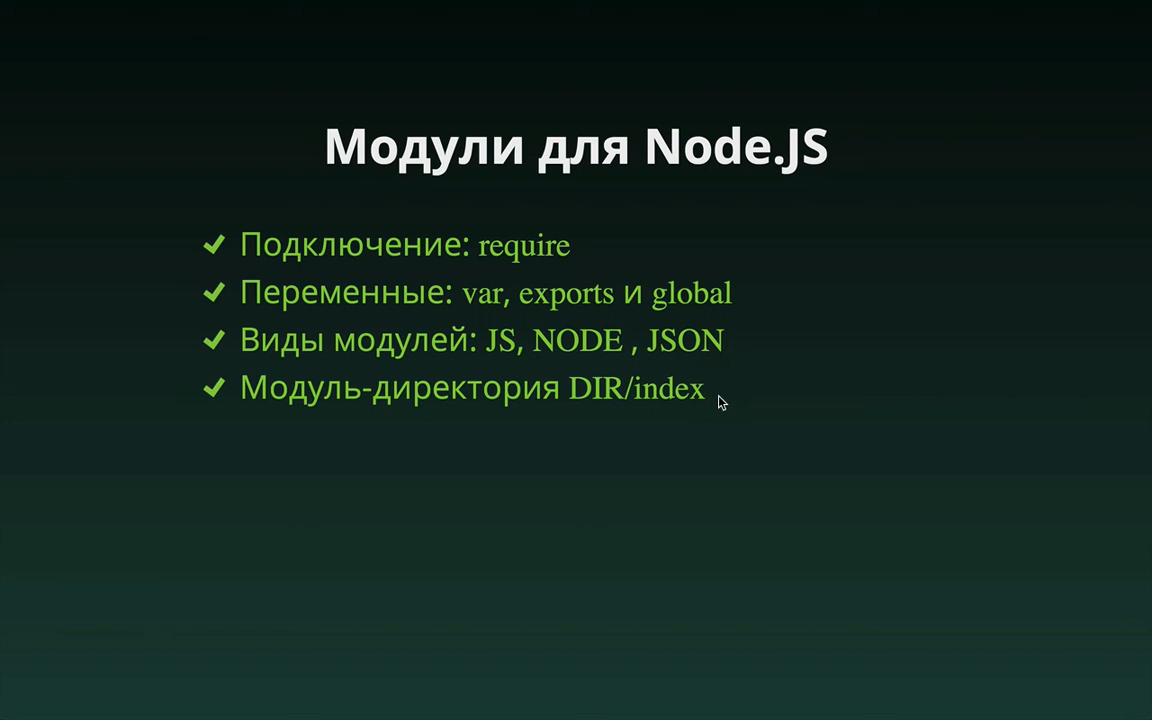 Модули для Node.JS
Подключение: require
Переменные: var, exports и global
Виды модулей: JS, NODE , JSON
Модуль-директория DIR/index